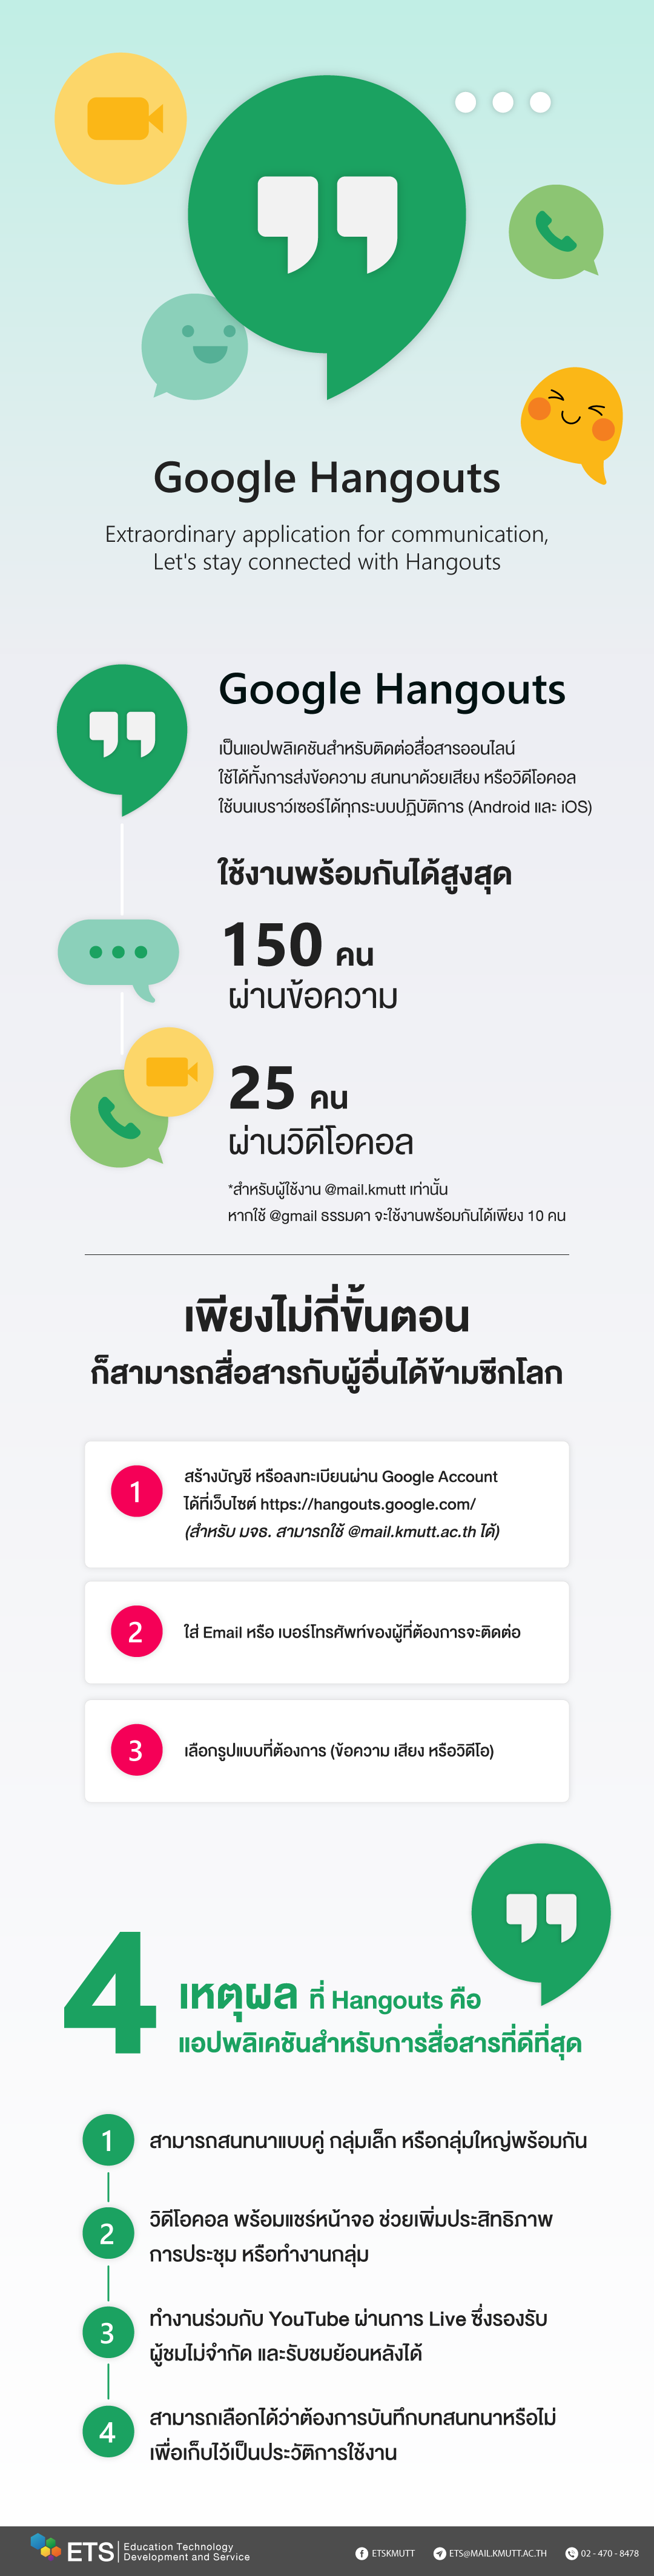 Google Hangouts
Extraordinary application for communication,
Let's stay connected with Hangouts
Google Hangouts
เป็นแอปพลิเคชันสำหรับติดต่อสื่อสารออนไลน์
ใช้ได้ทั้งการส่งข้อความ สนทนาด้วยเสียง หรือวิดีโอคอล
ใช้บนเบราว์เซอร์ได้ทุกระบบปฏิบัติการ (Android และ iOS)
ใช้งานพร้อมกันได้สูงสุด
150 คน
ผ่านข้อความ
25 คน
ผ่านวิดีโอคอล
*สำหรับผู้ใช้งาน @mail.kmutt เท่านั้น
หากใช้ @gmail ธรรมดา จะใช้งานพร้อมกันได้เพียง 10 คน
เพียงไม่กี่ขั้นตอน
ก็สามารถสื่อสารกับผู้อื่นได้ข้ามซีกโลก
1
สร้างบัญชี หรือลงทะเบียนผ่าน Google Account
ได้ที่เว็บไซต์ https://hangouts.google.com/
(สำหรับ มจธ. สามารถใช้ @mail.kmutt.ac.th ได้)
2
ใส่ Email หรือ เบอร์โทรศัพท์ของผู้ที่ต้องการจะติดต่อ
3
เลือกรูปแบบที่ต้องการ (ข้อความ เสียง หรือวิดีโอ)
4 เหตุผล ที่ Hangouts คือ
แอปพลิเคชันสำหรับการสื่อสารที่ดีที่สุด
1
สามารถสนทนาแบบคู่ กลุ่มเล็ก หรือกลุ่มใหญ่พร้อมกัน
2
วิดีโอคอล พร้อมแชร์หน้าจอ ช่วยเพิ่มประสิทธิภาพ
การประชุม หรือทำงานกลุ่ม
3
ทำงานร่วมกับ YouTube ผ่านการ Live ซึ่งรองรับ
ผู้ชมไม่จำกัด และรับชมย้อนหลังได้
4
สามารถเลือกได้ว่าต้องการบันทึกบทสนทนาหรือไม่
เพื่อเก็บไว้เป็นประวัติการใช้งาน
ETS
Education Technology
Development and Service
ETSKMUTT
ETS@MAIL.KMUTT.AC.TH
02 - 470 - 8478